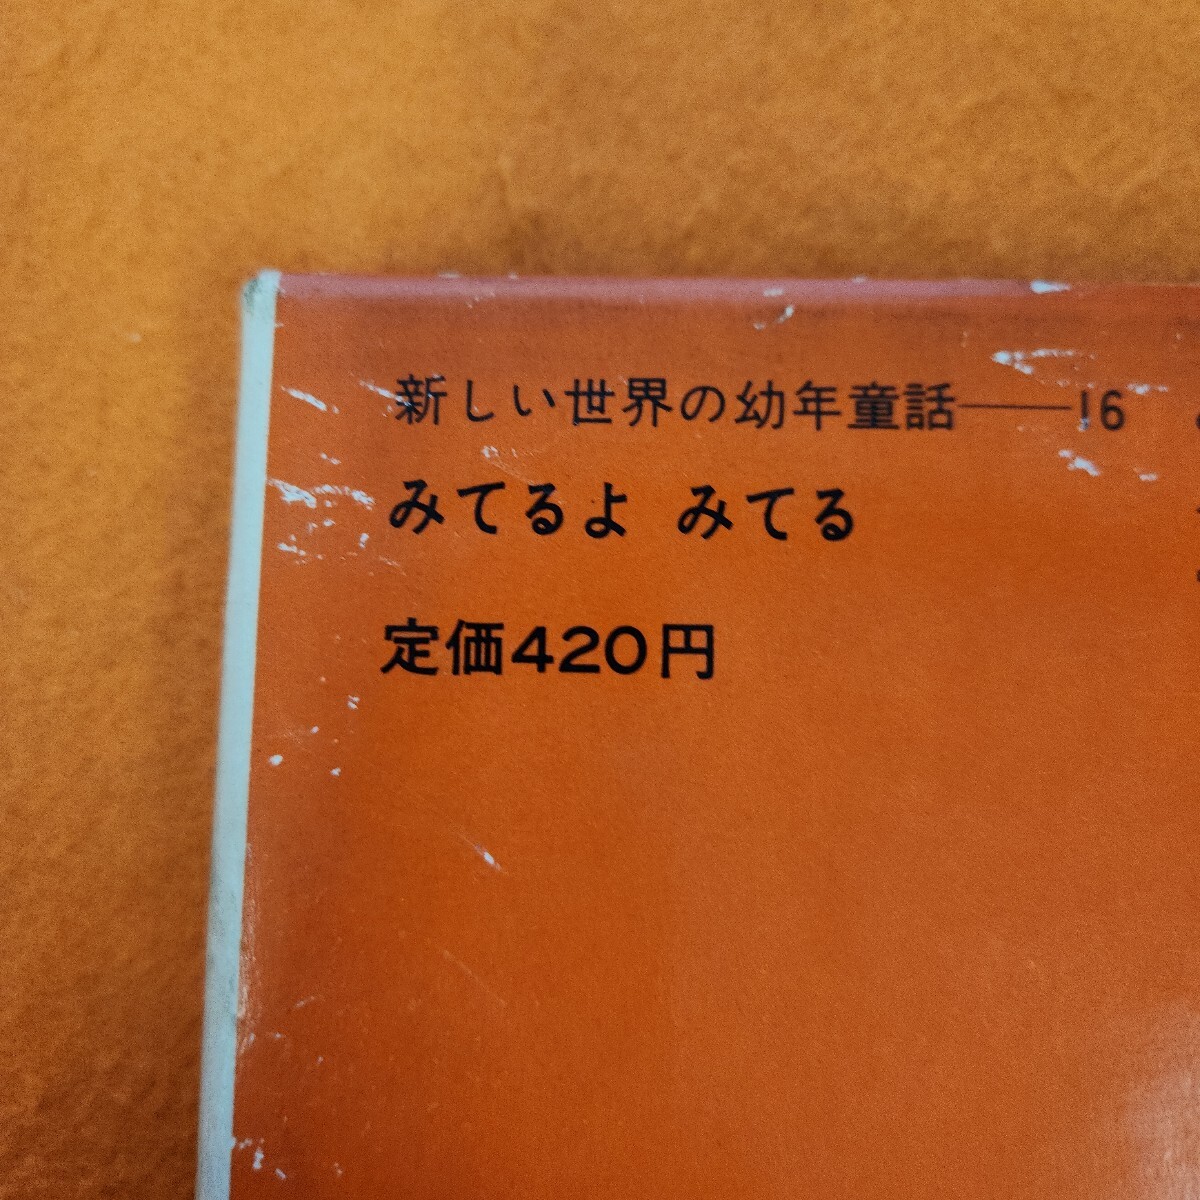 新しい世界の幼年童話——16
みてるよ みてる
定価420円